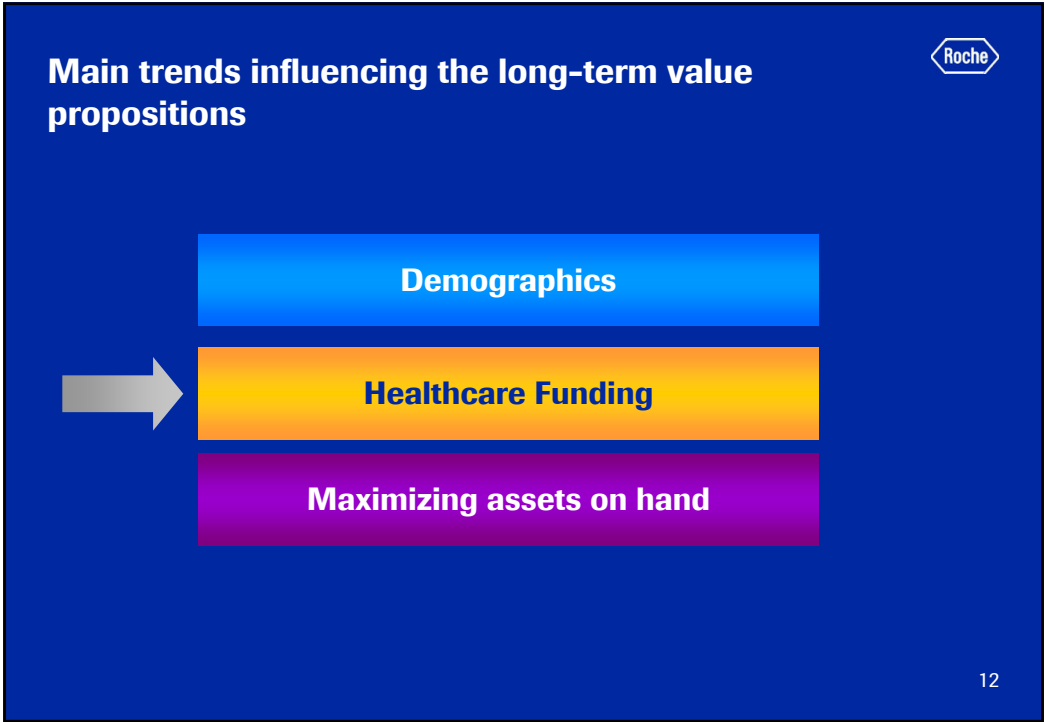 Main trends influencing the long-term value
propositions
Roche
Demographics
Healthcare Funding
Maximizing assets on hand
12